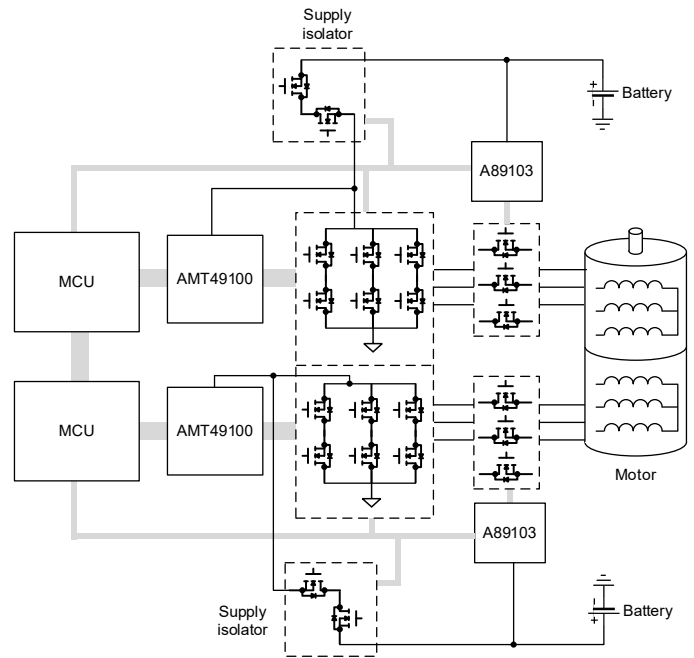 Supply
isolator
Battery
A89103
MCU
AMT49100
MCU
AMT49100
Motor
A89103
Supply
isolator
Battery